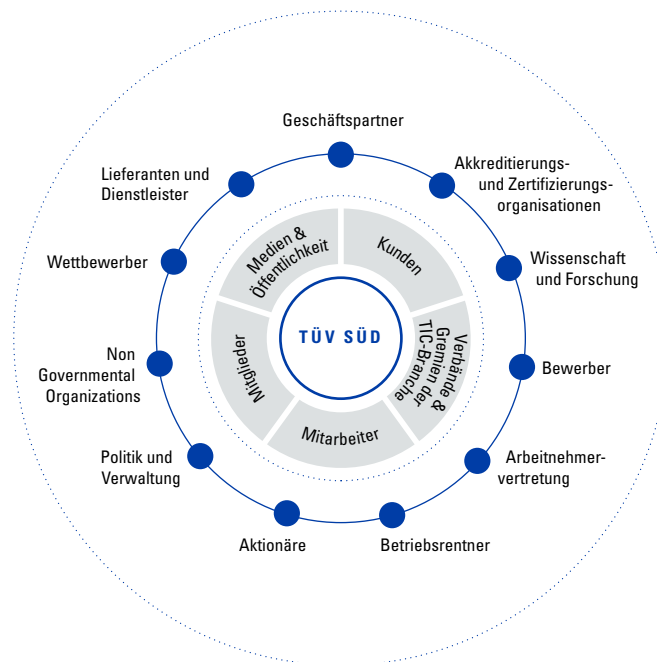 Geschäftspartner
Akkreditierungs-
und Zertifizierungs-
organisationen
Wissenschaft
und Forschung
Bewerber
Arbeitnehmer-
vertretung
Betriebsrentner
Aktionäre
Politik und
Verwaltung
Non
Governmental
Organizations
Wettbewerber
Lieferanten und
Dienstleister
Medien &
Öffentlichkeit
Kunden
Verbände &
Gremien der
TIC-Branche
Mitarbeiter
Mitglieder
TÜV SÜD